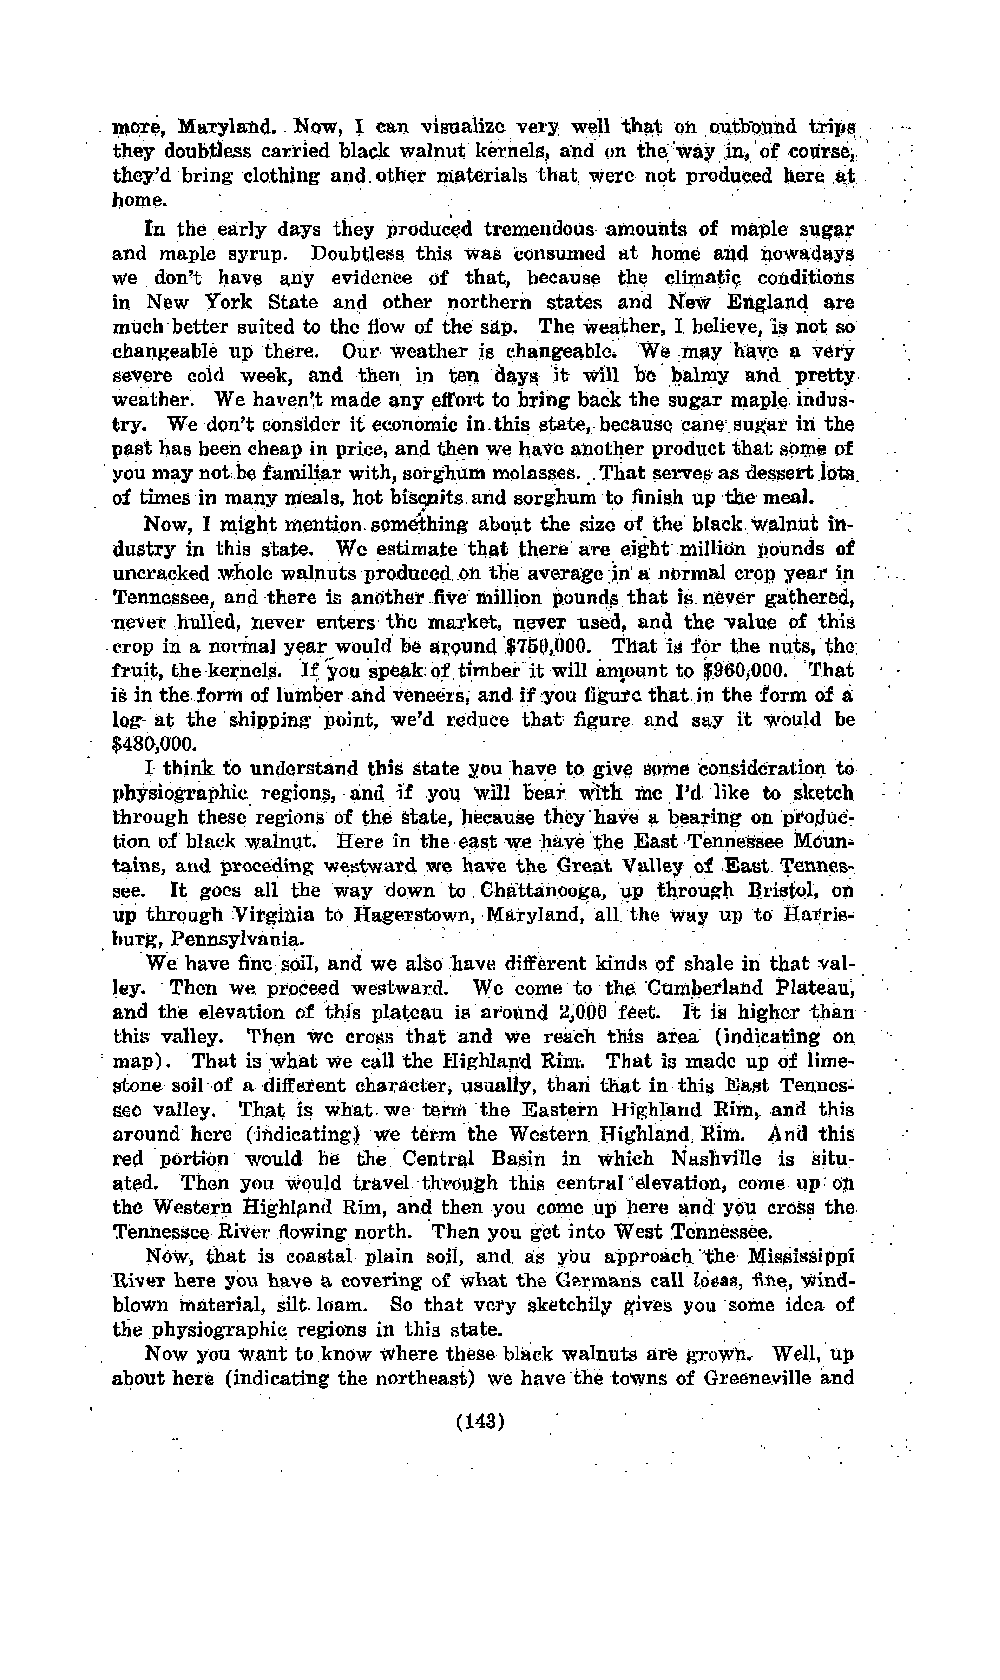 more, Maryland. Now, I can visualize very well that on outbound trips
they doubtless carried black walnut kernels, and on the way in, of course,
they'd bring clothing and other materials that were not produced here at
home.
In the early days they produced tremendous amounts of maple sugar
and maple syrup. Doubtless this was consumed at home and nowadays
we don't have any evidence of that, because the climatic conditions
in New York State and other northern states and New England are
much better suited to the flow of the sap. The weather, I believe, is not so
changeable up there. Our weather is changeable. We may have a very
severe cold week, and then in ten days it will be balmy and pretty
weather. We haven't made any effort to bring back the sugar maple indus-
try. We don't consider it economic in this state, because cane sugar in the
past has been cheap in price, and then we have another product that some of
you may not be familiar with, sorghum molasses. That serves as dessert lots
of times in many meals, hot biscuits and sorghum to finish up the meal.
Now, I might mention something about the size of the black walnut in-
dustry in this state. We estimate that there are eight million pounds of
uncracked whole walnuts produced on the average in a normal crop year in
Tennessee, and there is another five million pounds that is never gathered,
never hulled, never enters the market, never used, and the value of this
crop in a normal year would be around $750,000. That is for the nuts, the
fruit, the kernels. If you speak of timber it will amount to $960,000. That
is in the form of lumber and veneers, and if you figure that in the form of a
log at the shipping point, we'd reduce that figure and say it would be
$480,000.
I think to understand this state you have to give some consideration to
physiographic regions, and if you will bear with me I'd like to sketch
through these regions of the state, because they have a bearing on produc-
tion of black walnut. Here in the east we have the East Tennessee Moun-
tains, and proceding westward we have the Great Valley of East Tennes-
see. It goes all the way down to Chattanooga, up through Bristol, on
up through Virginia to Hagerstown, Maryland, all the way up to Harris-
burg, Pennsylvania.
We have fine soil, and we also have different kinds of shale in that val-
ley. Then we proceed westward. We come to the Cumberland Plateau,
and the elevation of this plateau is around 2,000 feet. It is higher than
this valley. Then we cross that and we reach this area (indicating on
map). That is what we call the Highland Rim. That is made up of lime-
stone soil of a different character, usually, than that in this East Tennes-
see valley. That is what we term the Eastern Highland Rim, and this
around here (indicating) we term the Western Highland Rim. And this
red portion would be the Central Basin in which Nashville is situ-
ated. Then you would travel through this central elevation, come up on
the Western Highland Rim, and then you come up here and you cross the
Tennessee River flowing north. Then you get into West Tennessee.
Now, that is coastal plain soil, and as you approach the Mississippi
River here you have a covering of what the Germans call loess, fine, wind-
blown material, silt loam. So that very sketchily gives you some idea of
the physiographic regions in this state.
Now you want to know where these black walnuts are grown. Well, up
about here (indicating the northeast) we have the towns of Greeneville and
(143)